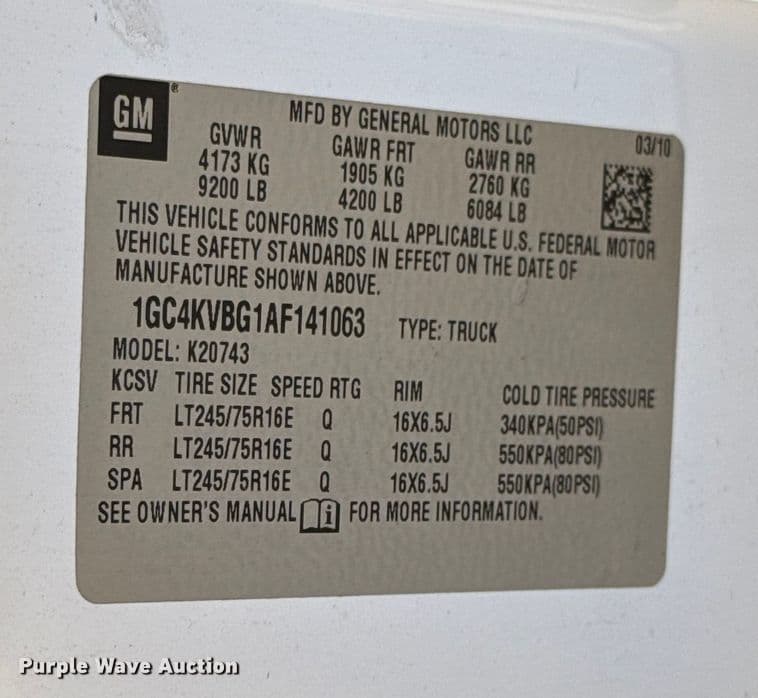 GM ®
MFD BY GENERAL MOTORS LLC 03/10
GVWR GAWR FRT GAWR RR
4173 KG 1905 KG 2760 KG
9200 LB 4200 LB 6084 LB
THIS VEHICLE CONFORMS TO ALL APPLICABLE U.S. FEDERAL MOTOR
VEHICLE SAFETY STANDARDS IN EFFECT ON THE DATE OF
MANUFACTURE SHOWN ABOVE.
1GC4KVBG1AF141063 TYPE: TRUCK
MODEL: K20743
KCSV TIRE SIZE SPEED RTG RIM COLD TIRE PRESSURE
FRT LT245/75R16E Q 16X6.5J 340KPA(50PSI)
RR LT245/75R16E Q 16X6.5J 550KPA(80PSI)
SPA LT245/75R16E Q 16X6.5J 550KPA(80PSI)
SEE OWNER'S MANUAL i FOR MORE INFORMATION.
Purple Wave Auction